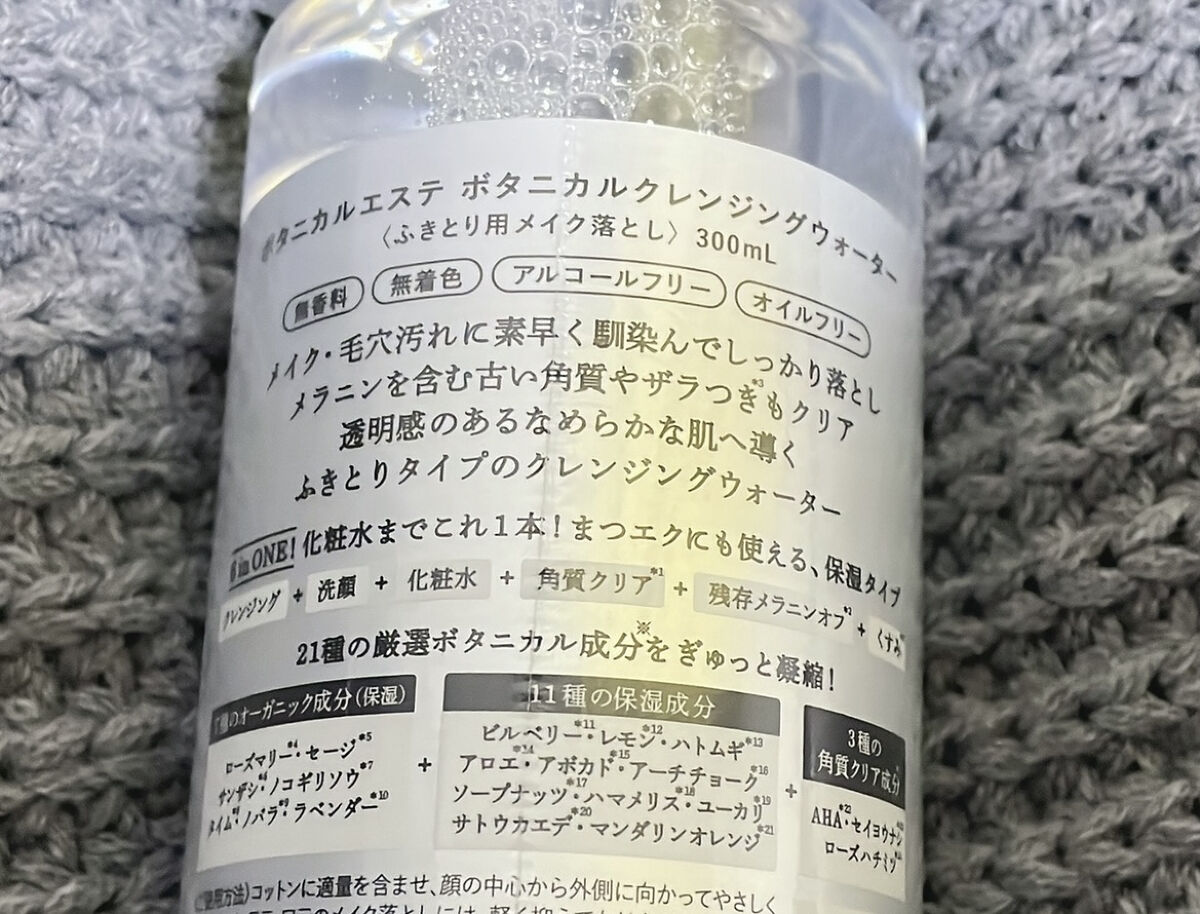 ボタニカルエステ ボタニカルクレンジングウォーター
〈ふきとり用メイク落とし〉 300mL
無香料 無着色 アルコールフリー オイルフリー
メイク・毛穴汚れに素早く馴染んでしっかり落とし
メラニンを含む古い角質やザラつき*3もクリア
透明感のあるなめらかな肌へ導く
ふきとりタイプのクレンジングウォーター
6 in ONE! 化粧水までこれ1本!まつエクにも使える、保湿タイプ
クレンジング + 洗顔 + 化粧水 + 角質クリア*1 + 残存メラニンオフ*2 + くすみ
21種の厳選ボタニカル成分※をぎゅっと凝縮!
7種のオーガニック成分(保湿)
ローズマリー*4・セージ*5
サンザシ*6・ノコギリソウ*7
タイム*8・ノバラ*9・ラベンダー*10
+
11種の保湿成分
ビルベリー*11・レモン*12・ハトムギ*13
アロエ*14・アボカド*15・アーチチョーク*16
ソープナッツ*17・ハマメリス*18・ユーカリ*19
サトウカエデ*20・マンダリンオレンジ*21
+
3種の
角質クリア成分
AHA*22・セイヨウナシ
ローズハチミツ
(ご使用方法)コットンに適量を含ませ、顔の中心から外側に向かってやさしく